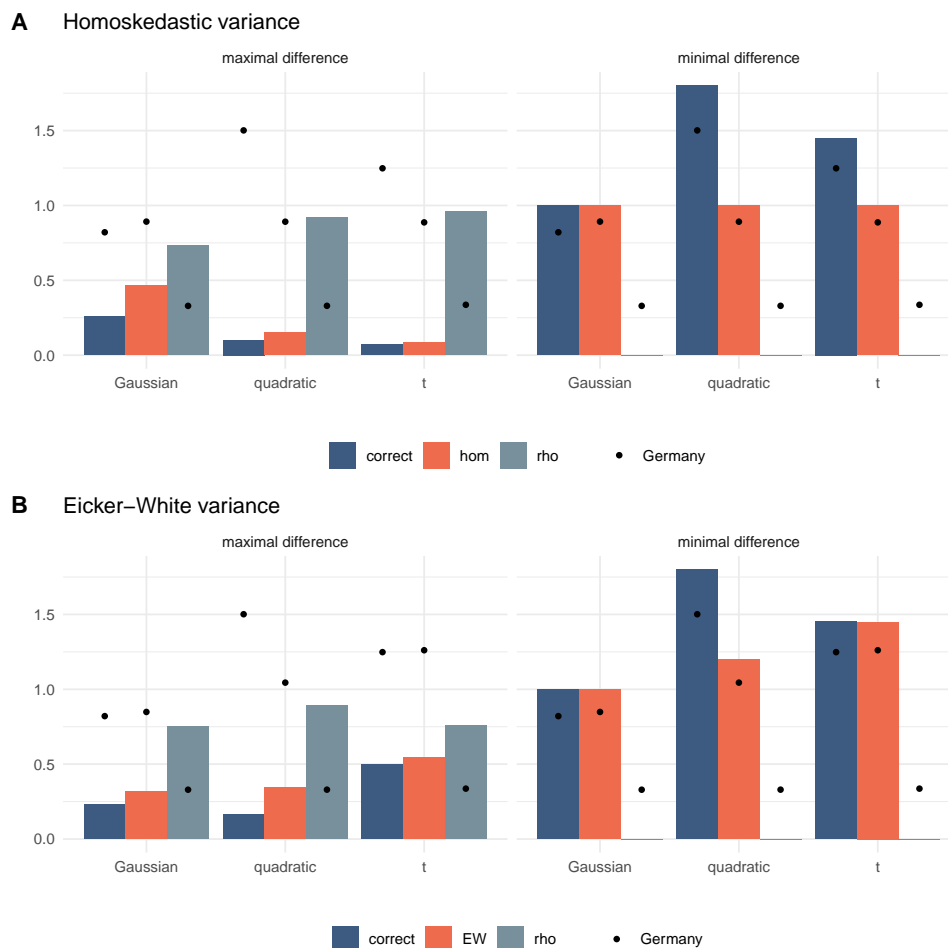 A Homoskedastic variance
maximal difference minimal difference
1.5
1.0
0.5
0.0
Gaussian quadratic t Gaussian quadratic t
correct hom rho Germany
B Eicker−White variance
maximal difference minimal difference
1.5
1.0
0.5
0.0
Gaussian quadratic t Gaussian quadratic t
correct EW rho Germany